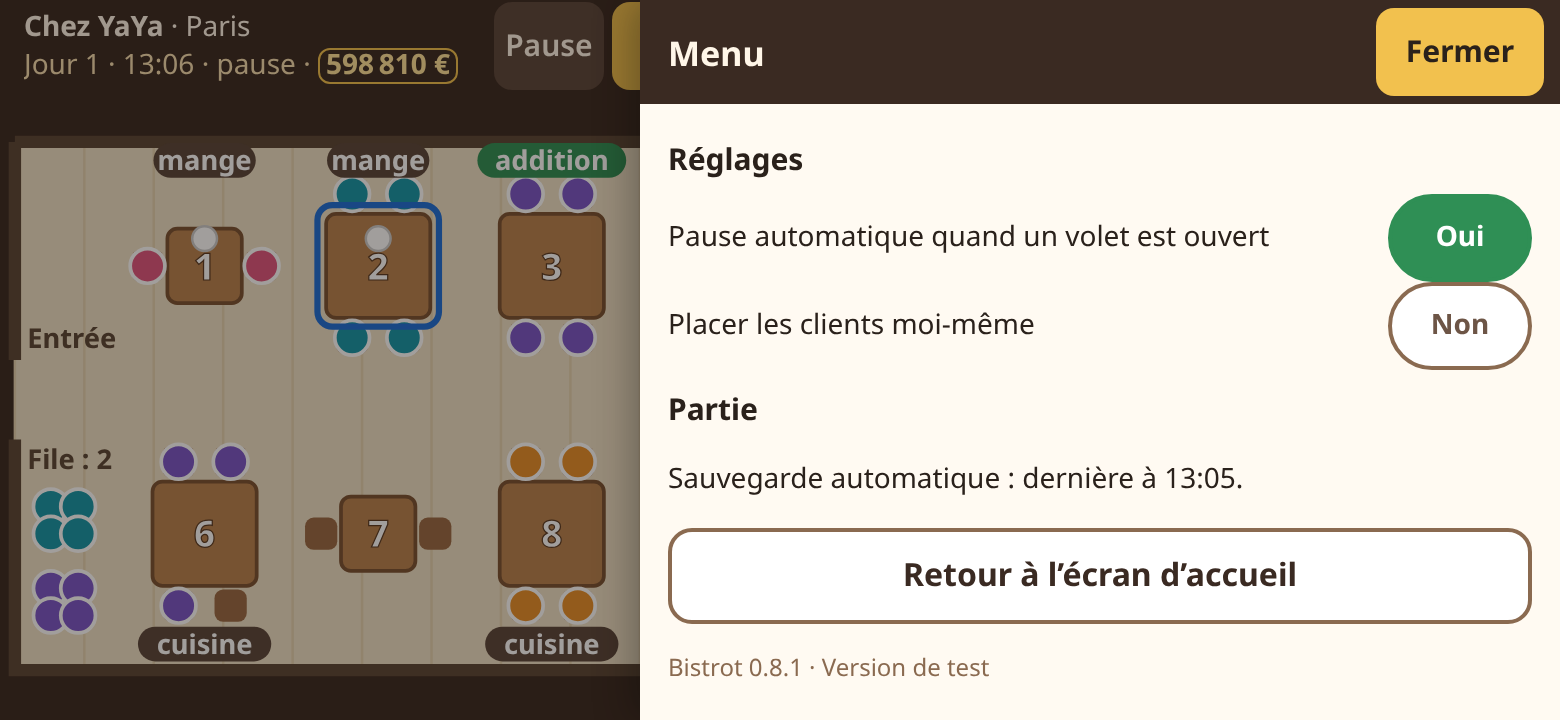 Chez YaYa · Paris
Jour 1 · 13:06 · pause · 598 810 €
Pause
mange
mange
addition
1
2
3
Entrée
File : 2
6
7
8
cuisine
cuisine
Menu
Fermer
Réglages
Pause automatique quand un volet est ouvert
Oui
Placer les clients moi-même
Non
Partie
Sauvegarde automatique : dernière à 13:05.
Retour à l’écran d’accueil
Bistrot 0.8.1 · Version de test